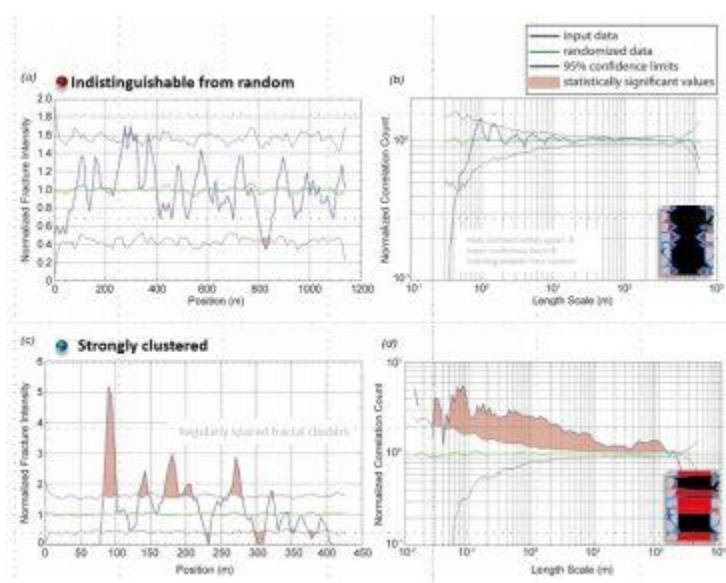 input data
randomized data
95% confidence limits
statistically significant values
(a) Indistinguishable from random
(b)
Normalized Fracture Intensity
2.0
1.8
1.6
1.4
1.2
1.0
0.8
0.6
0.4
0.2
0
0 200 400 600 800 1000 1200
Position (m)
Normalized Correlation Count
Length Scale (m)
(c) Strongly clustered
(d)
Normalized Fracture Intensity
6
5
4
3
2
1
0
Regularly spaced fractal clusters
0 50 100 150 200 250 300 350 400 450
Position (m)
Normalized Correlation Count
Length Scale (m)